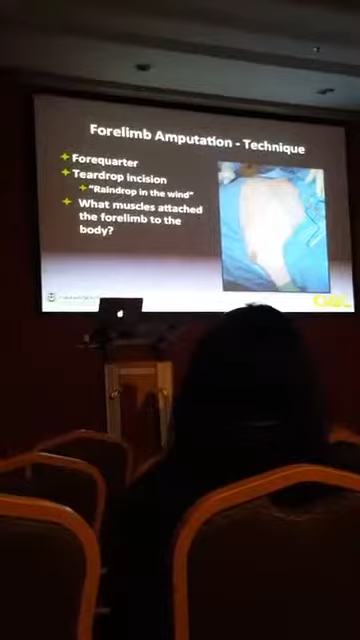 Forelimb Amputation - Technique
Forequarter
Teardrop incision
"Raindrop in the wind"
What muscles attached
the forelimb to the
body?